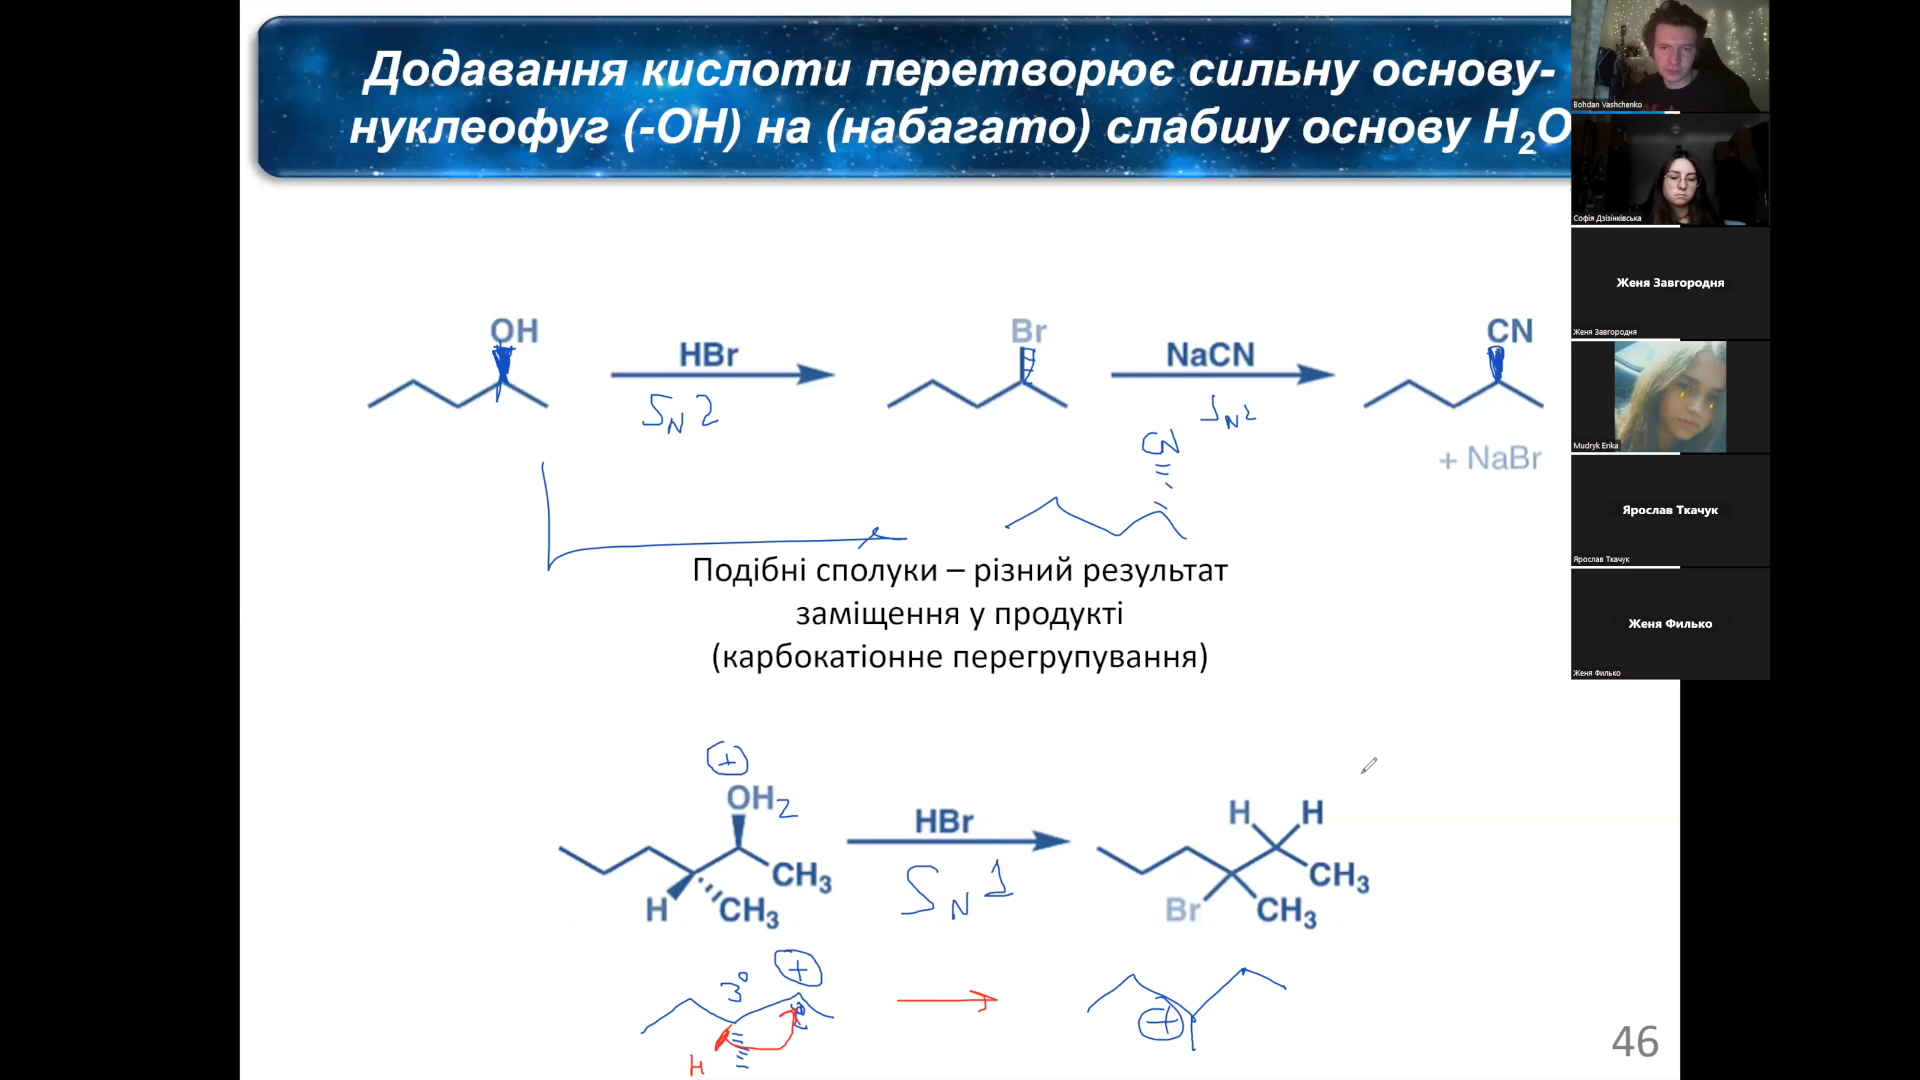 Додавання кислоти перетворює сильну основу-
нуклеофуг (-OH) на (набагато) слабшу основу H₂O
OH
HBr
SN2
Br
NaCN
SN2
CN
+ NaBr
CN
Подібні сполуки – різний результат
заміщення у продукті
(карбокатіонне перегрупування)
+
OH2
CH₃
H
CH₃
HBr
SN1
H
H
CH₃
Br
CH₃
3°
+
H
+
46
Bohdan Vashchenko
Софія Дзізінківська
Женя Завгородня
Женя Завгородня
Mudryk Erika
Ярослав Ткачук
Ярослав Ткачук
Женя Филько
Женя Филько